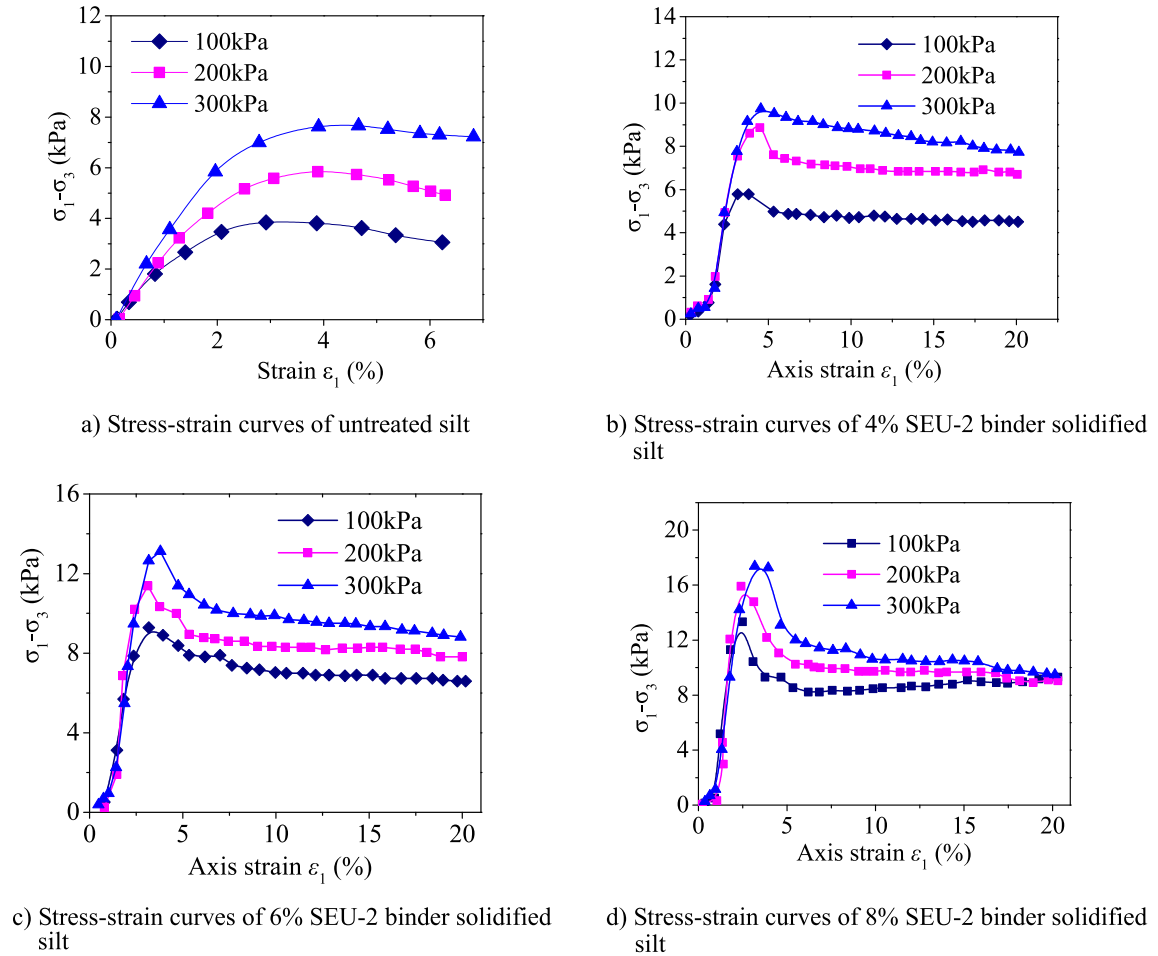 12
10
8
6
4
2
0
σ1-σ3 (kPa)
100kPa
200kPa
300kPa
0 2 4 6
Strain ε1 (%)
a) Stress-strain curves of untreated silt
14
12
10
8
6
4
2
0
σ1-σ3 (kPa)
100kPa
200kPa
300kPa
0 5 10 15 20
Axis strain ε1 (%)
b) Stress-strain curves of 4% SEU-2 binder solidified
silt
16
12
8
4
0
σ1-σ3 (kPa)
100kPa
200kPa
300kPa
0 5 10 15 20
Axis strain ε1 (%)
c) Stress-strain curves of 6% SEU-2 binder solidified
silt
20
16
12
8
4
0
σ1-σ3 (kPa)
100kPa
200kPa
300kPa
0 5 10 15 20
Axis strain ε1 (%)
d) Stress-strain curves of 8% SEU-2 binder solidified
silt